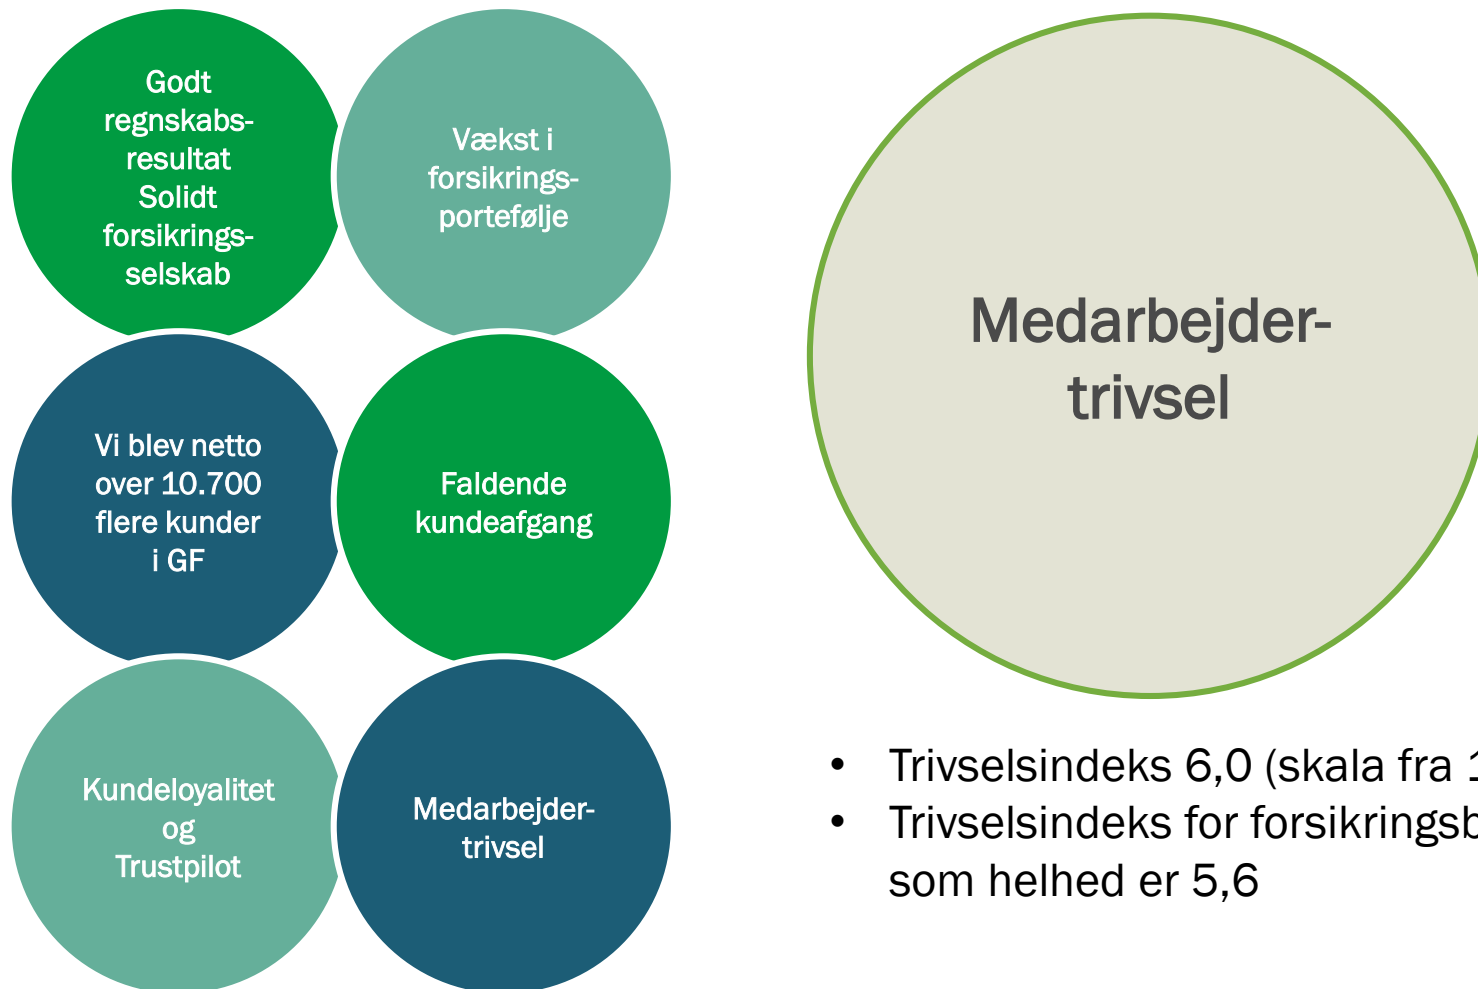 Godt
regnskabs-
resultat
Solidt
forsikrings-
selskab
Vækst i
forsikrings-
portefølje
Vi blev netto
over 10.700
flere kunder
i GF
Faldende
kundeafgang
Kundeloyalitet
og
Trustpilot
Medarbejder-
trivsel
Medarbejder-
trivsel
• Trivselsindeks 6,0 (skala fra 1
• Trivselsindeks for
som helhed er 5,6